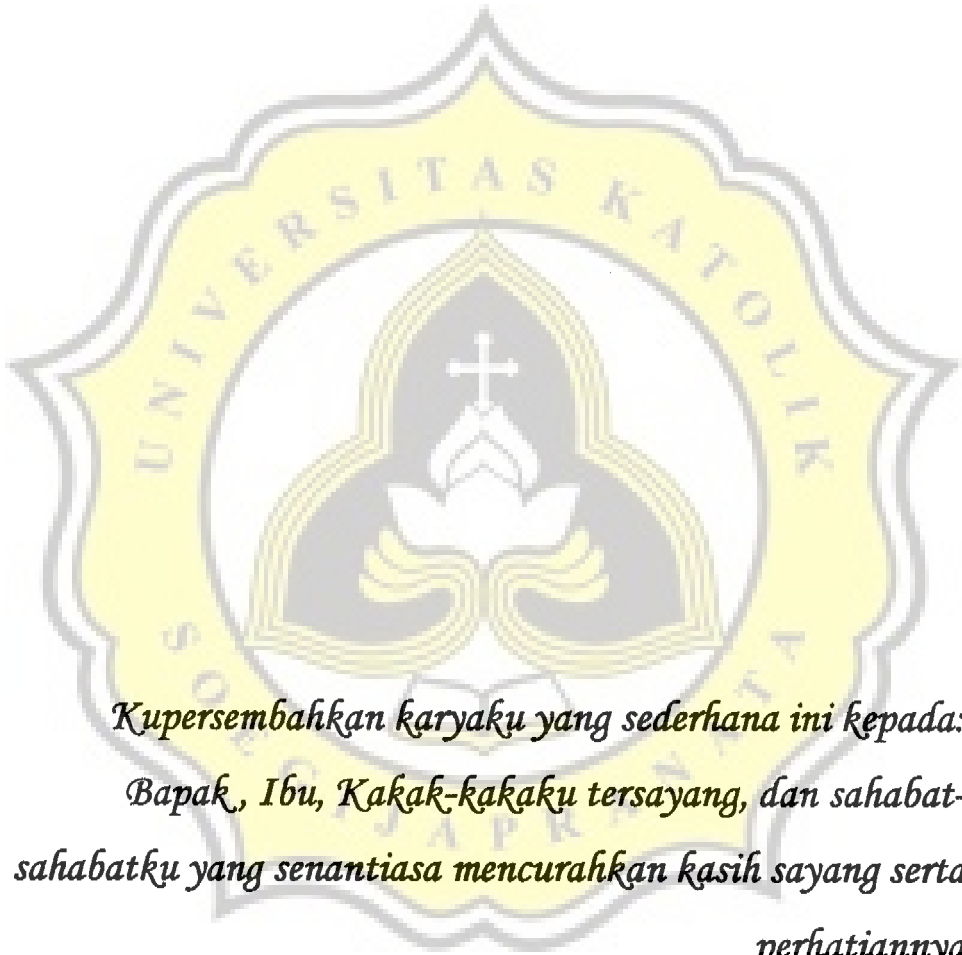 UNIVERSITAS KATOLIK
SOEGIJAPRANATA
Kupersembahkan karyaku yang sederhana ini kepada:
Bapak, Ibu, Kakak-kakaku tersayang, dan sahabat-
sahabatku yang senantiasa mencurahkan kasih sayang serta
perhatiannya